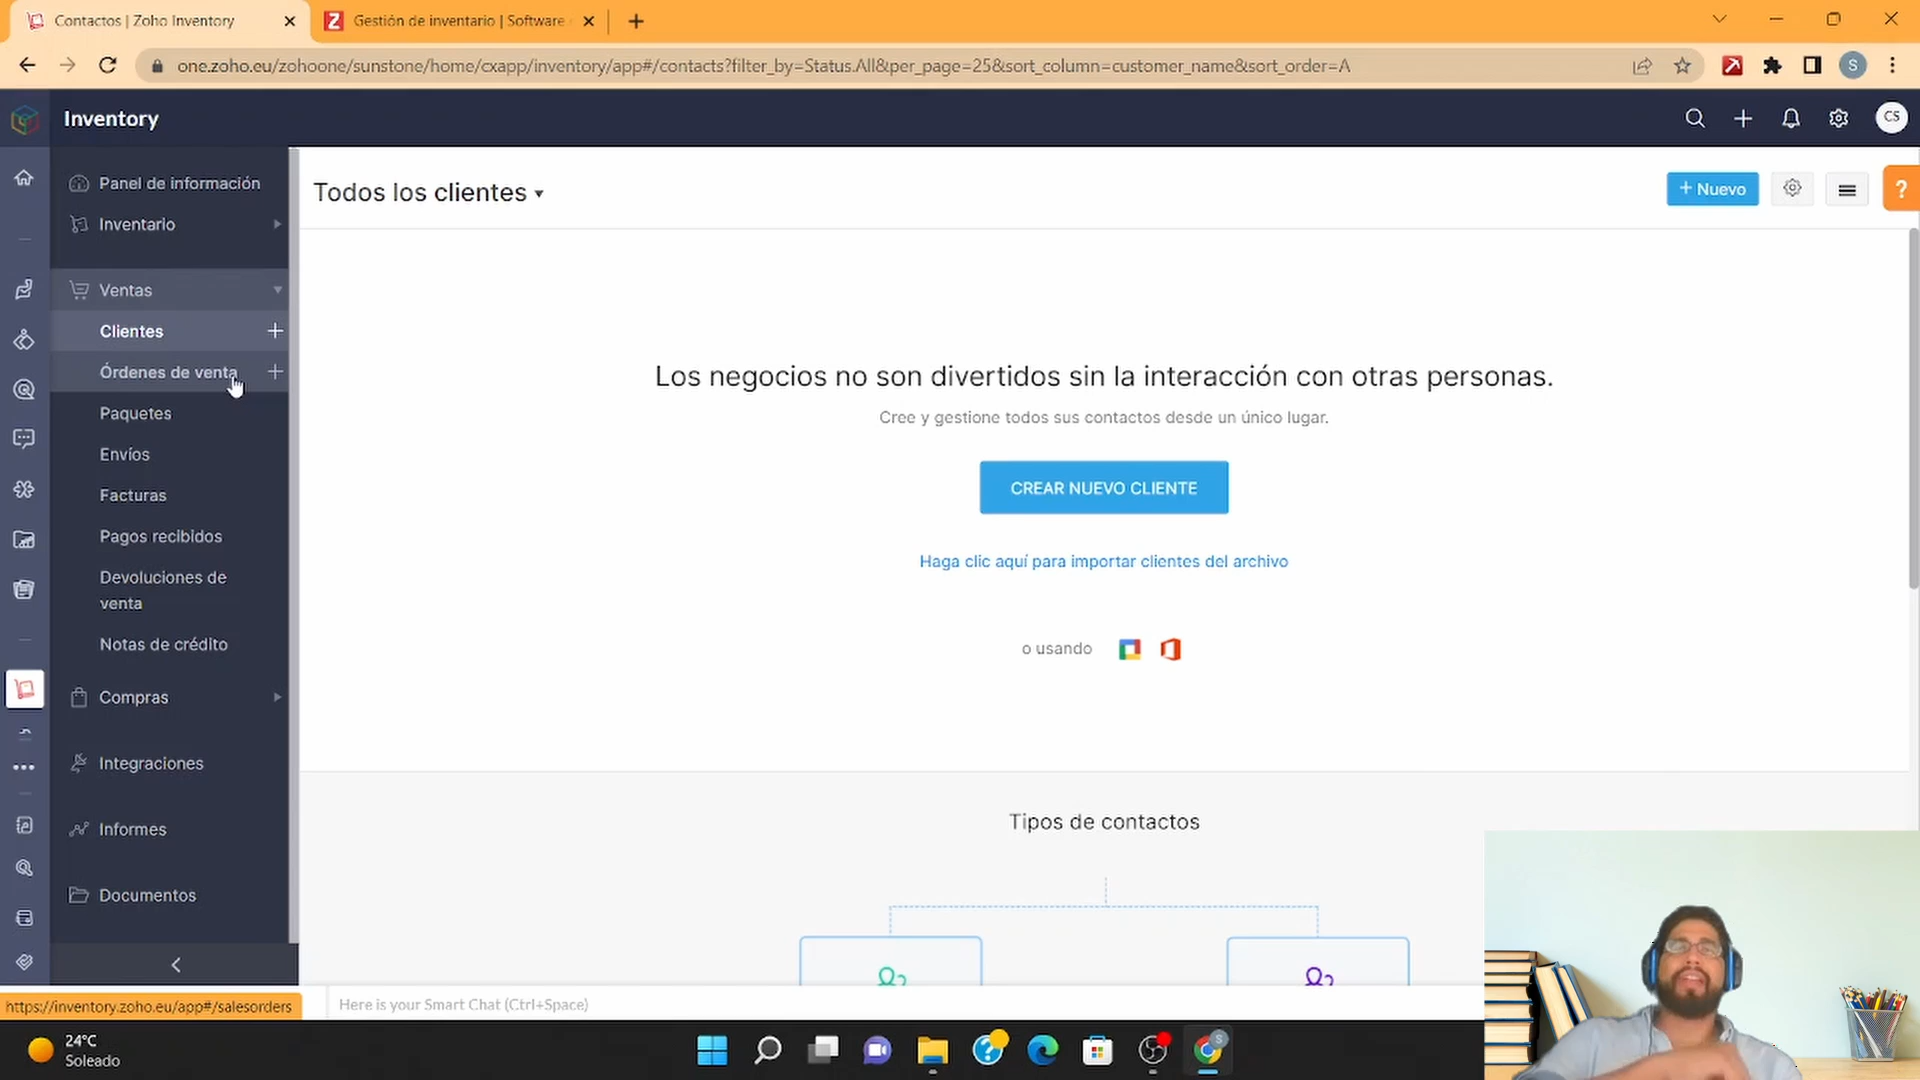 Contactos | Zoho Inventory
Gestión de inventario | Software
one.zoho.eu/zohoone/sunstone/home/cxapp/inventory/app#/contacts?filter_by=Status.All&per_page=25&sort_column=customer_name&sort_order=A
S
Inventory
CS
Panel de información
Inventario
Ventas
Clientes
Órdenes de venta
Paquetes
Envíos
Facturas
Pagos recibidos
Devoluciones de
venta
Notas de crédito
Compras
Integraciones
Informes
Documentos
Todos los clientes
+ Nuevo
?
Los negocios no son divertidos sin la interacción con otras personas.
Cree y gestione todos sus contactos desde un único lugar.
CREAR NUEVO CLIENTE
Haga clic aquí para importar clientes del archivo
o usando
Tipos de contactos
https://inventory.zoho.eu/app#/salesorders
Here is your Smart Chat (Ctrl+Space)
24°C
Soleado